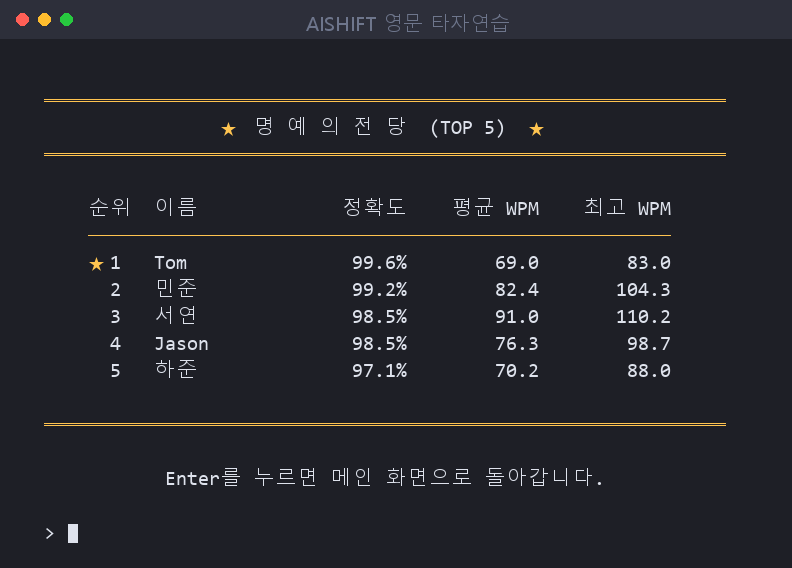 AISHIFT 영문 타자연습
★ 명 예 의 전 당 (TOP 5) ★
순위 이름 정확도 평균 WPM 최고 WPM
★ 1 Tom 99.6% 69.0 83.0
2 민준 99.2% 82.4 104.3
3 서연 98.5% 91.0 110.2
4 Jason 98.5% 76.3 98.7
5 하준 97.1% 70.2 88.0
Enter를 누르면 메인 화면으로 돌아갑니다.
>